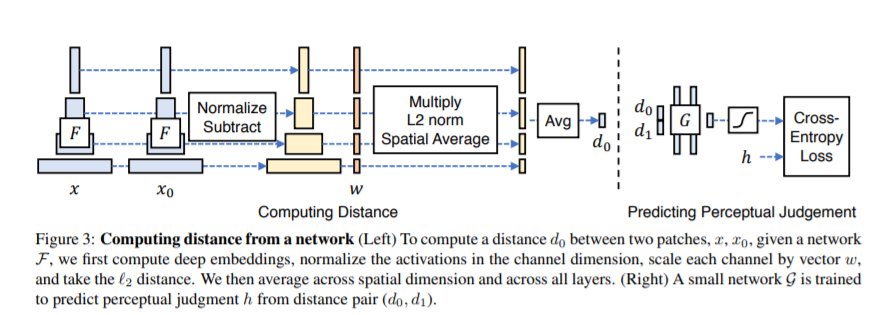 F
F
Normalize
Subtract
Multiply
L2 norm
Spatial Average
Avg
d₀
d₀
d₁
G
h
Cross-
Entropy
Loss
x
x₀
w
Computing Distance
Predicting Perceptual Judgement
Figure 3: Computing distance from a network (Left) To compute a distance d₀ between two patches, x, x₀, given a network
ℱ, we first compute deep embeddings, normalize the activations in the channel dimension, scale each channel by vector w,
and take the ℓ₂ distance. We then average across spatial dimension and across all layers. (Right) A small network 𝒢 is trained
to predict perceptual judgment h from distance pair (d₀, d₁).